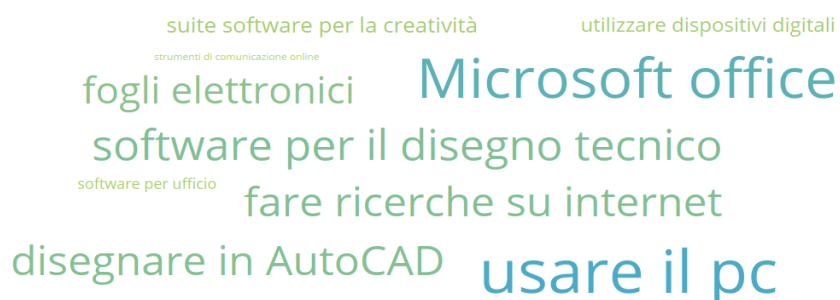 suite software per la creatività
utilizzare dispositivi digitali
strumenti di comunicazione online
fogli elettronici
Microsoft office
software per il disegno tecnico
software per ufficio
fare ricerche su internet
disegnare in AutoCAD
usare il pc